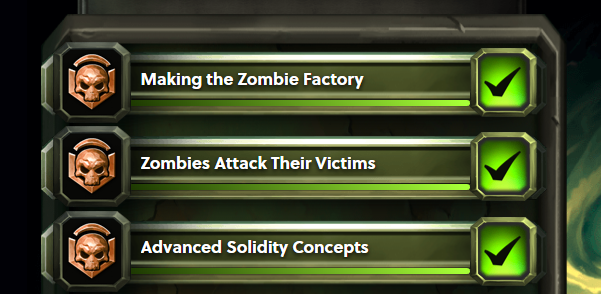 Making the Zombie Factory
Zombies Attack Their Victims
Advanced Solidity Concepts